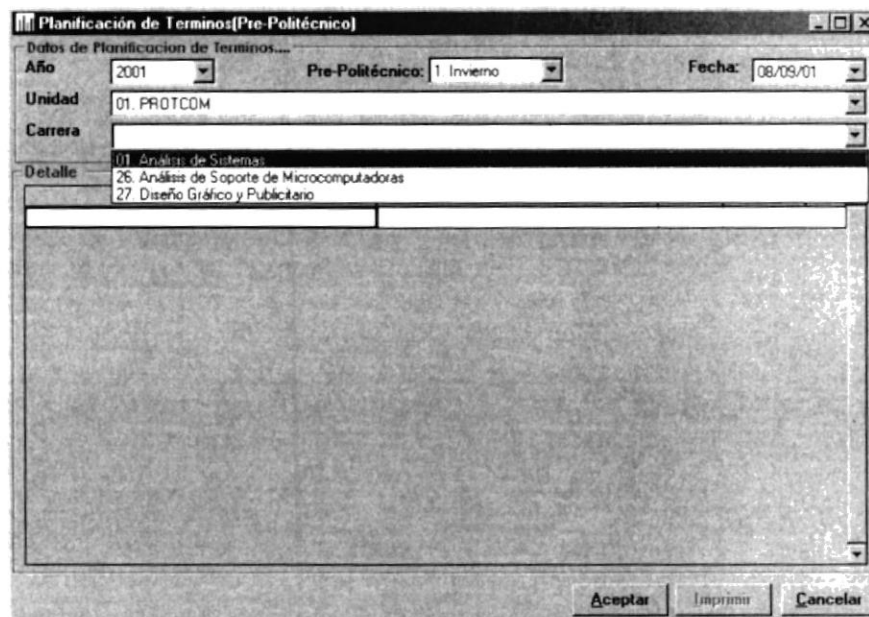 Planificación de Terminos(Pre-Politécnico)
Datos de Planificacion de Terminos....
Año 2001 Pre-Politécnico: 1. Invierno Fecha: 08/09/01
Unidad 01. PROTCOM
Carrera
01. Análisis de Sistemas
Detalle
26. Análisis de Soporte de Microcomputadoras
27. Diseño Gráfico y Publicitario
Aceptar Imprimir Cancelar